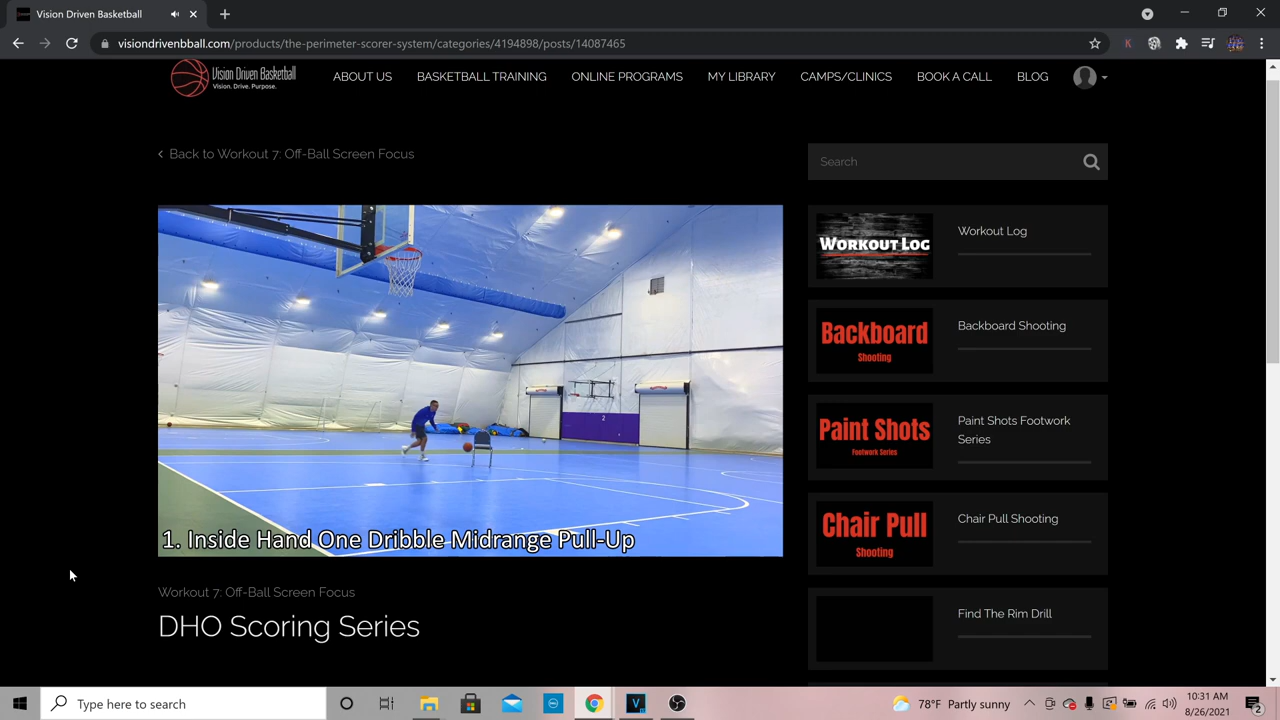 Vision Driven Basketball
visiondrivenbball.com/products/the-perimeter-scorer-system/categories/4194898/posts/14087465
K
Vision Driven Basketball
Vision. Drive. Purpose.
ABOUT US
BASKETBALL TRAINING
ONLINE PROGRAMS
MY LIBRARY
CAMPS/CLINICS
BOOK A CALL
BLOG
Back to Workout 7: Off-Ball Screen Focus
Search
2
1. Inside Hand One Dribble Midrange Pull-Up
Workout 7: Off-Ball Screen Focus
DHO Scoring Series
WORKOUT LOG
Workout Log
Backboard
Shooting
Backboard Shooting
Paint Shots
Footwork Series
Paint Shots Footwork
Series
Chair Pull
Shooting
Chair Pull Shooting
Find The Rim Drill
Type here to search
DELL
V
78°F Partly sunny
10:31 AM
8/26/2021
2